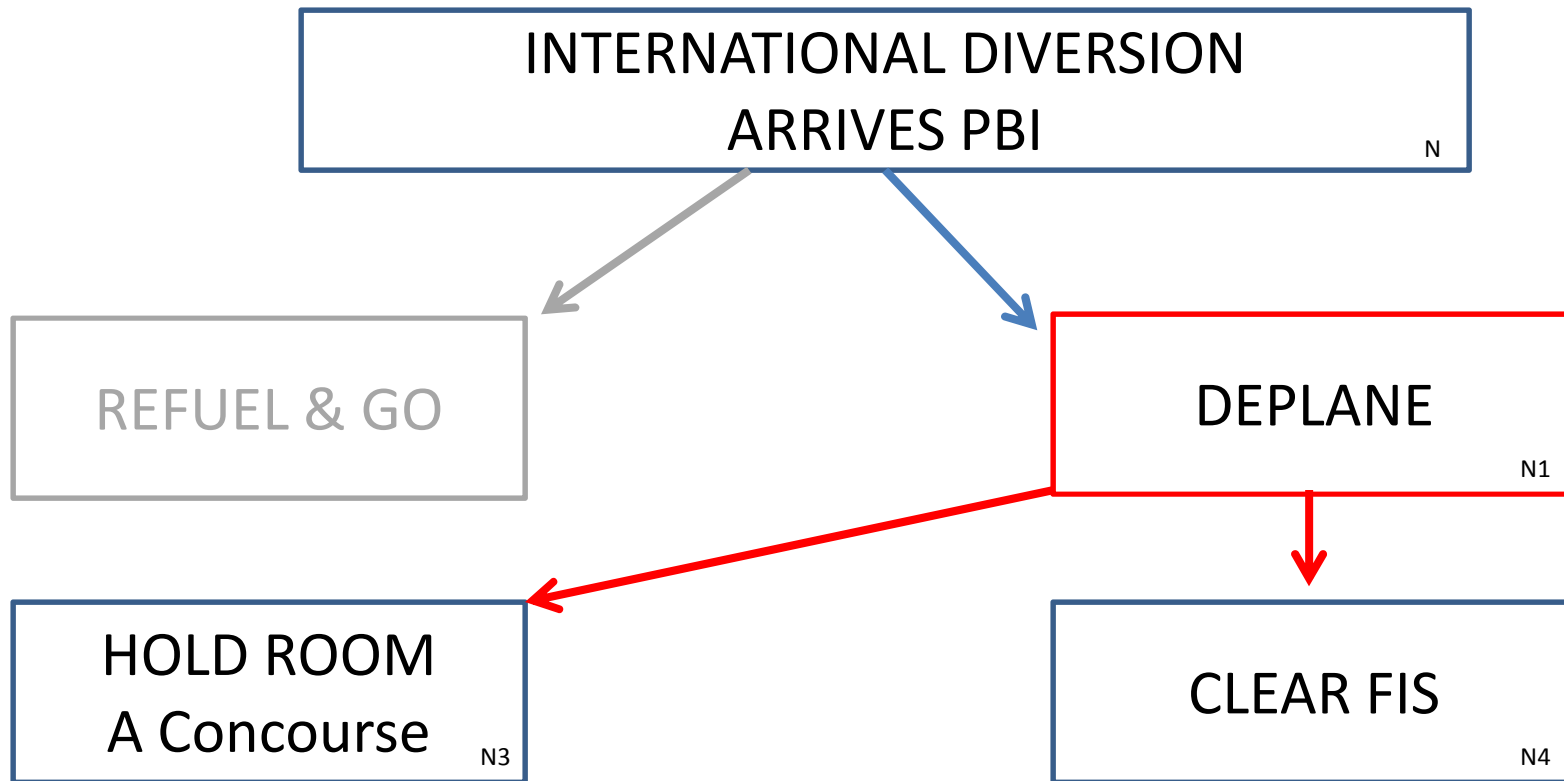 INTERNATIONAL DIVERSION
ARRIVES PBI
N
REFUEL & GO
DEPLANE
N1
HOLD ROOM
A Concourse
N3
CLEAR FIS
N4